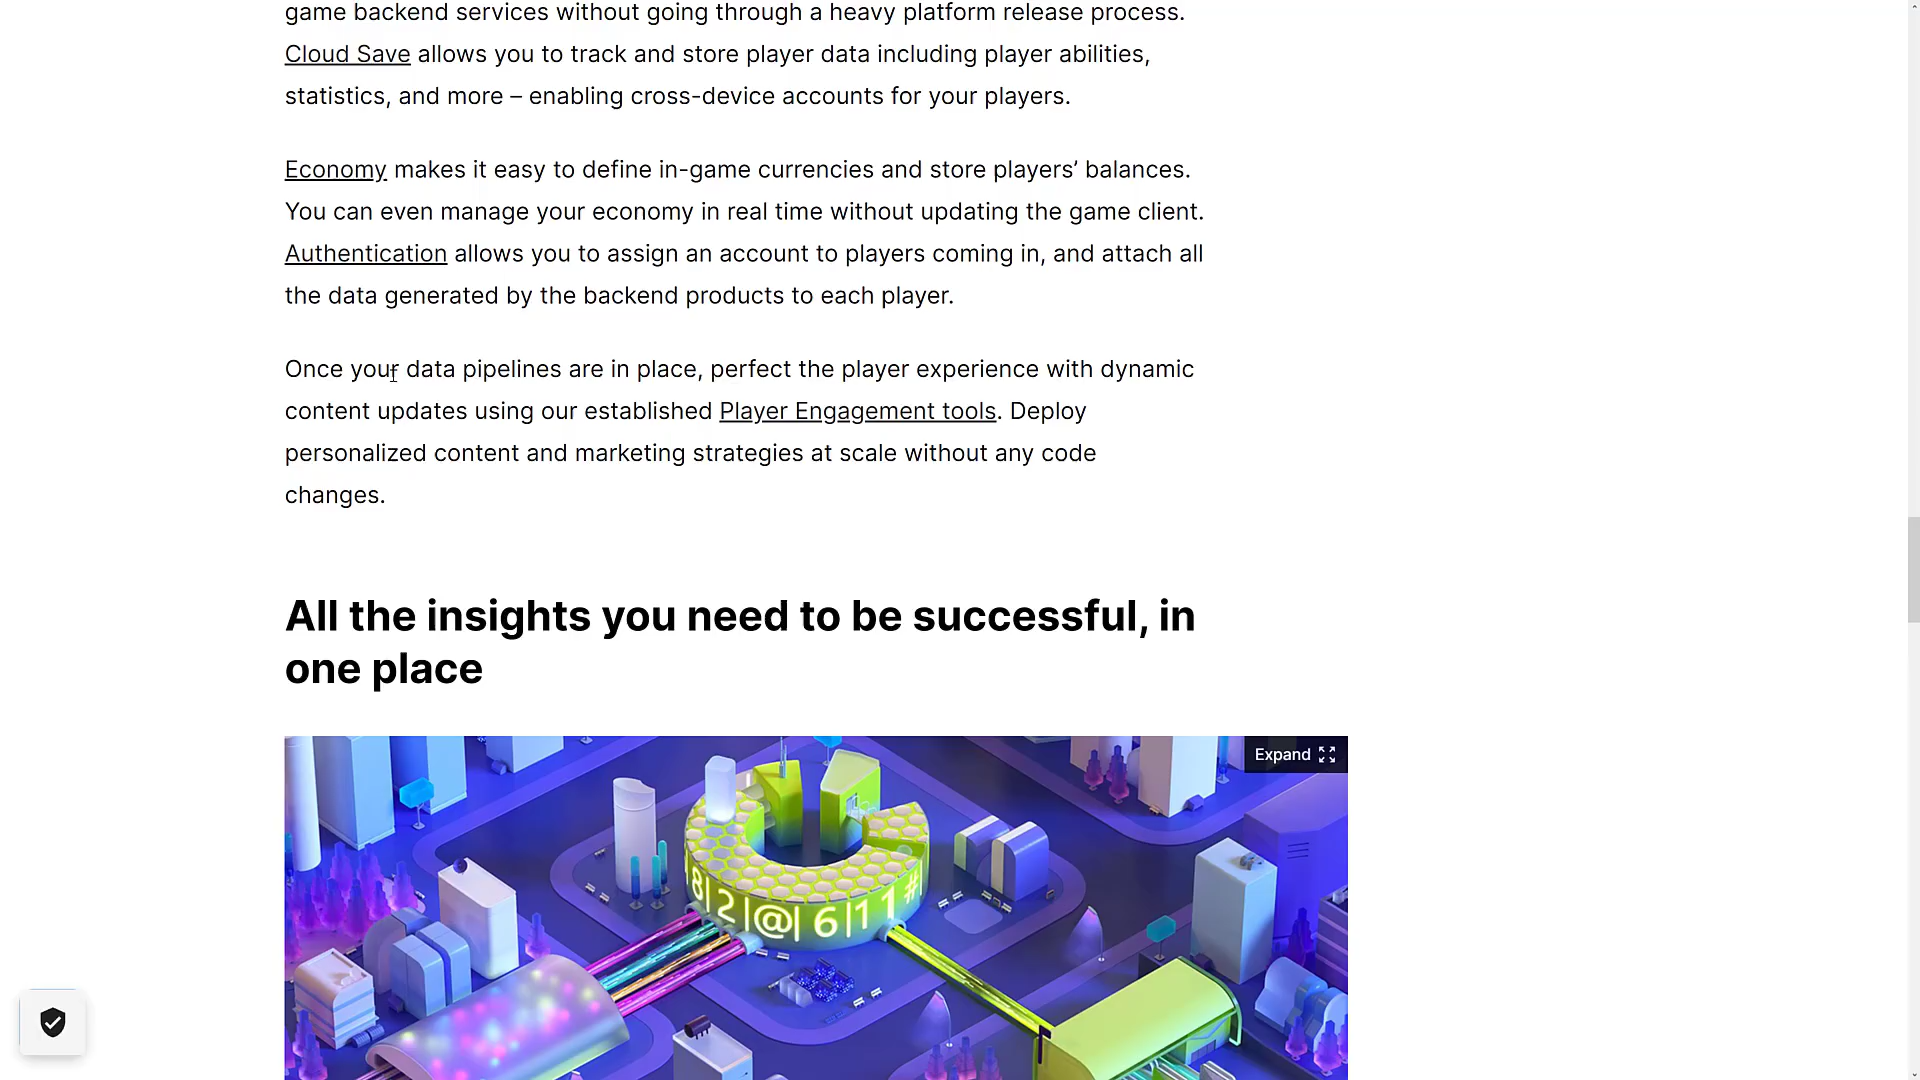 game backend services without going through a heavy platform release process.
Cloud Save allows you to track and store player data including player abilities,
statistics, and more – enabling cross-device accounts for your players.
Economy makes it easy to define in-game currencies and store players’ balances.
You can even manage your economy in real time without updating the game client.
Authentication allows you to assign an account to players coming in, and attach all
the data generated by the backend products to each player.
Once your data pipelines are in place, perfect the player experience with dynamic
content updates using our established Player Engagement tools. Deploy
personalized content and marketing strategies at scale without any code
changes.
All the insights you need to be successful, in
one place
Expand
8|2|@|6|11#